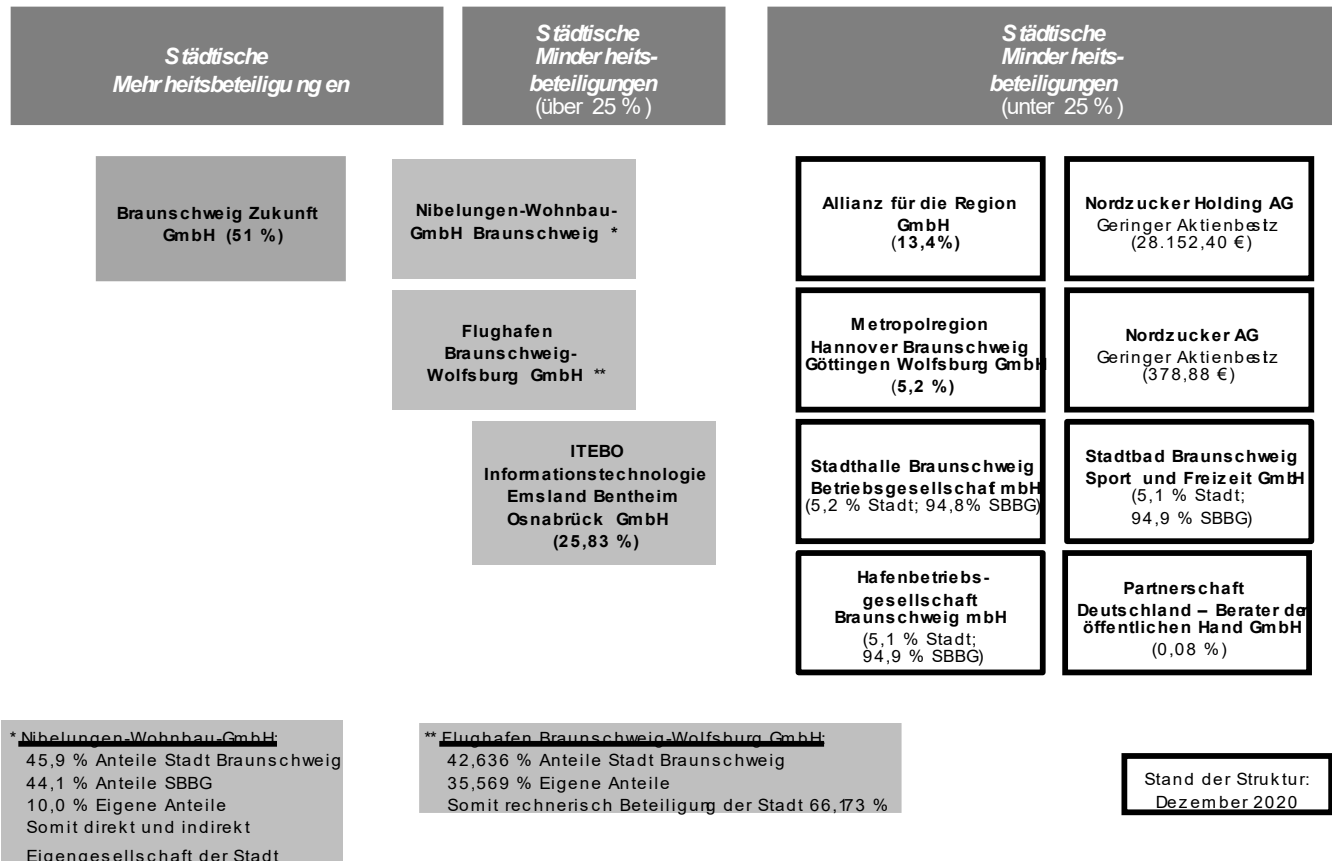 Städtische
Mehrheitsbeteiligungen
Städtische
Minderheits-
beteiligungen
(über 25 %)
Städtische
Minderheits-
beteiligungen
(unter 25 %)
Braunschweig Zukunft
GmbH (51 %)
Nibelungen-Wohnbau-
GmbH Braunschweig *
Flughafen
Braunschweig-
Wolfsburg GmbH **
ITEBO
Informationstechnologie
Emsland Bentheim
Osnabrück GmbH
(25,83 %)
Allianz für die Region
GmbH
(13,4%)
Nordzucker Holding AG
Geringer Aktienbestz
(28.152,40 €)
Metropolregion
Hannover Braunschweig
Göttingen Wolfsburg GmbH
(5,2 %)
Nordzucker AG
Geringer Aktienbestz
(378,88 €)
Stadthalle Braunschweig
Betriebsgesellschaft mbH
(5,2 % Stadt; 94,8% SBBG)
Stadtbad Braunschweig
Sport und Freizeit GmbH
(5,1 % Stadt;
94,9 % SBBG)
Hafenbetriebs-
gesellschaft
Braunschweig mbH
(5,1 % Stadt;
94,9 % SBBG)
Partnerschaft
Deutschland – Berater der
öffentlichen Hand GmbH
(0,08 %)
* Nibelungen-Wohnbau-GmbH:
45,9 % Anteile Stadt Braunschweig
44,1 % Anteile SBBG
10,0 % Eigene Anteile
Somit direkt und indirekt
Eigengesellschaft der Stadt
** Flughafen Braunschweig-Wolfsburg GmbH:
42,636 % Anteile Stadt Braunschweig
35,569 % Eigene Anteile
Somit rechnerisch Beteiligung der Stadt 66,173 %
Stand der Struktur:
Dezember 2020